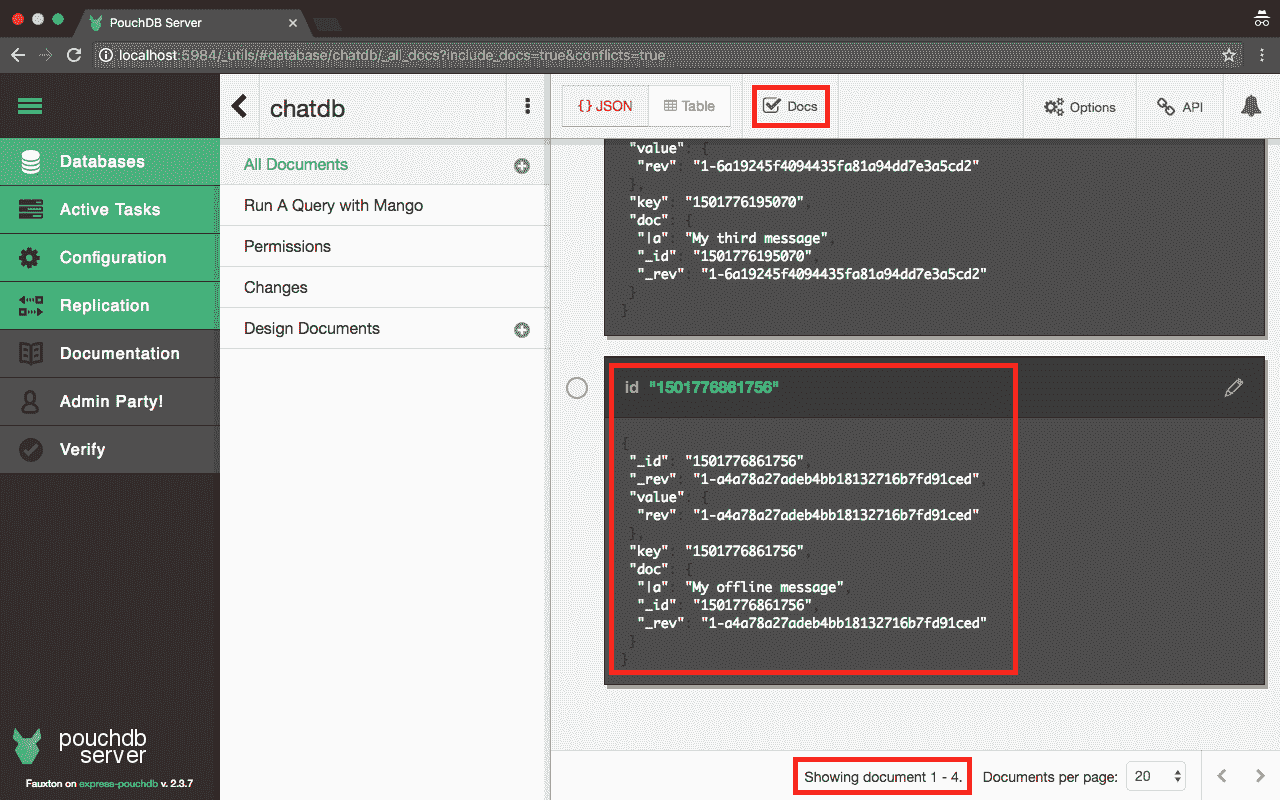 PouchDB Server
localhost:5984/_utils/#database/chatdb/_all_docs?include_docs=true&conflicts=true
Databases
Active Tasks
Configuration
Replication
Documentation
Admin Party!
Verify
pouchdb
server
Fauxton on express-pouchdb v. 2.3.7
chatdb
All Documents
Run A Query with Mango
Permissions
Changes
Design Documents
{} JSON
Table
Docs
Options
API
"value": {
"rev": "1-6a19245f4094435fa81a94dd7e3a5cd2"
},
"key": "1501776195070",
"doc": {
"|a": "My third message",
"_id": "1501776195070",
"_rev": "1-6a19245f4094435fa81a94dd7e3a5cd2"
}
}
id "1501776861756"
{
"_id": "1501776861756",
"_rev": "1-a4a78a27adeb4bb18132716b7fd91ced",
"value": {
"rev": "1-a4a78a27adeb4bb18132716b7fd91ced"
},
"key": "1501776861756",
"doc": {
"|a": "My offline message",
"_id": "1501776861756",
"_rev": "1-a4a78a27adeb4bb18132716b7fd91ced"
}
}
Showing document 1 - 4.
Documents per page: 20